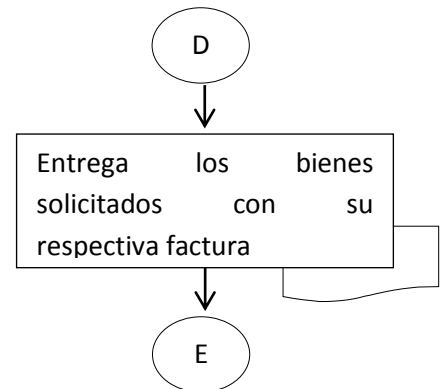 D
Entrega los bienes
solicitados con su
respectiva factura
E